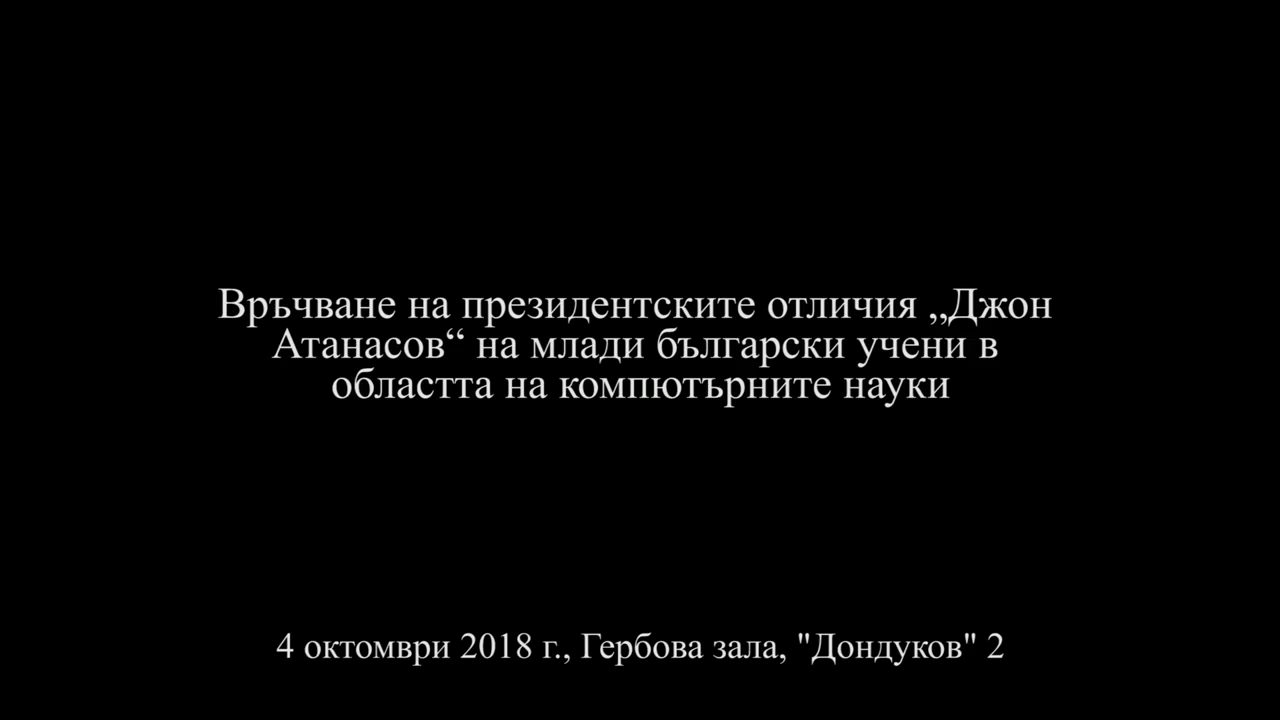 Връчване на президентските отличия „Джон
Атанасов“ на млади български учени в
областта на компютърните науки
4 октомври 2018 г., Гербова зала, "Дондуков" 2